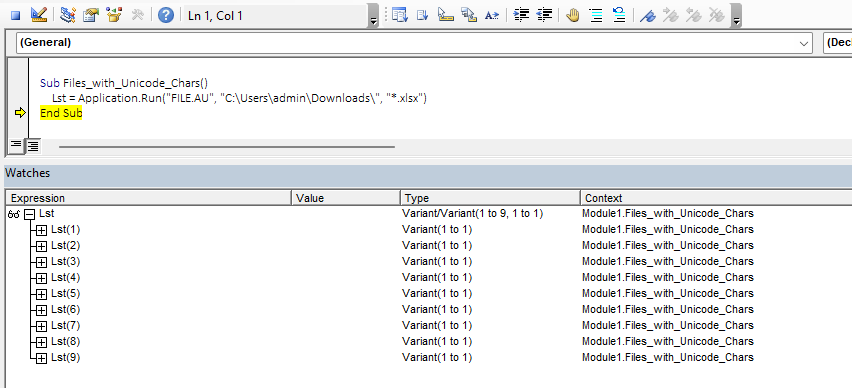 Ln 1, Col 1
(General)
(Dec
Sub Files_with_Unicode_Chars()
Lst = Application.Run("FILE.AU", "C:\Users\admin\Downloads\", "*.xlsx")
End Sub
Watches
Expression Value Type Context
Lst Variant/Variant(1 to 9, 1 to 1) Module1.Files_with_Unicode_Chars
Lst(1) Variant(1 to 1) Module1.Files_with_Unicode_Chars
Lst(2) Variant(1 to 1) Module1.Files_with_Unicode_Chars
Lst(3) Variant(1 to 1) Module1.Files_with_Unicode_Chars
Lst(4) Variant(1 to 1) Module1.Files_with_Unicode_Chars
Lst(5) Variant(1 to 1) Module1.Files_with_Unicode_Chars
Lst(6) Variant(1 to 1) Module1.Files_with_Unicode_Chars
Lst(7) Variant(1 to 1) Module1.Files_with_Unicode_Chars
Lst(8) Variant(1 to 1) Module1.Files_with_Unicode_Chars
Lst(9) Variant(1 to 1) Module1.Files_with_Unicode_Chars